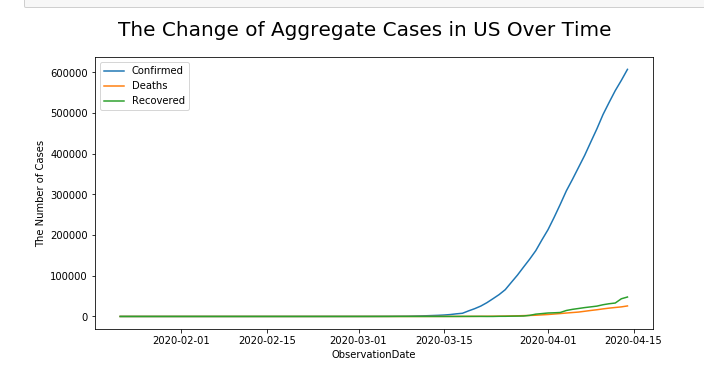 The Change of Aggregate Cases in US Over Time
Confirmed
Deaths
Recovered
600000
500000
400000
300000
200000
100000
0
The Number of Cases
2020-02-01 2020-02-15 2020-03-01 2020-03-15 2020-04-01 2020-04-15
ObservationDate